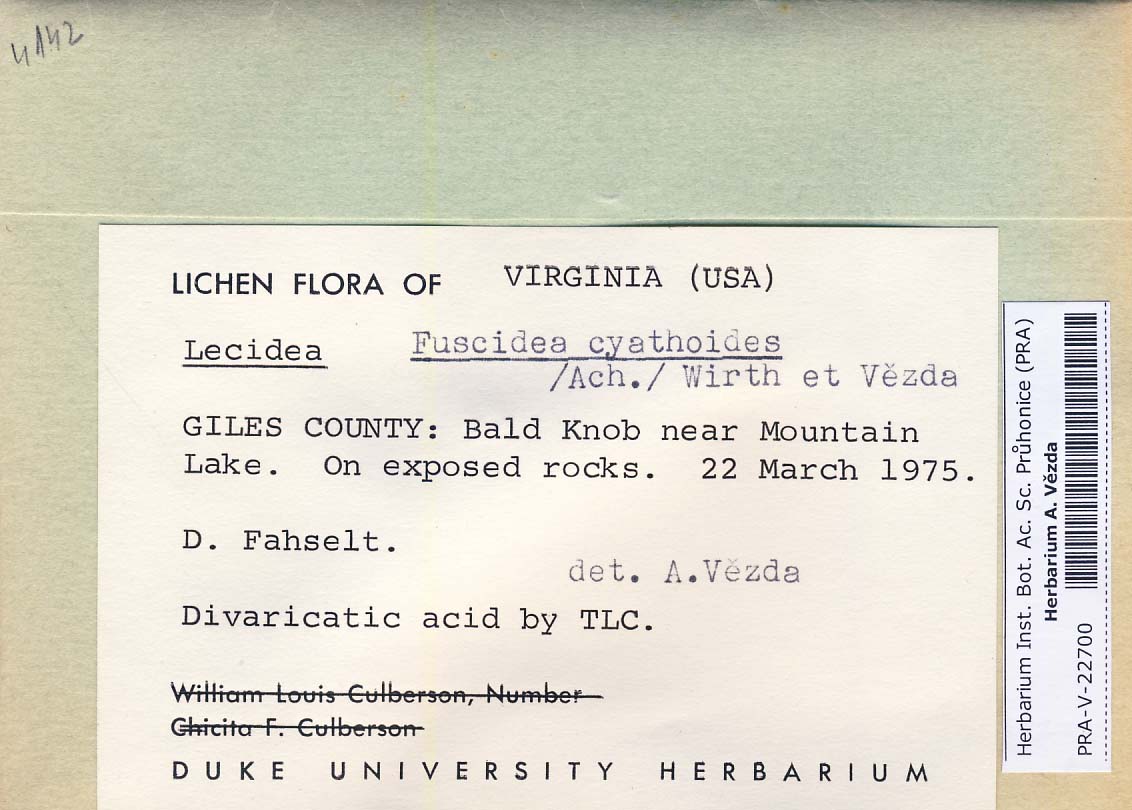 4142
LICHEN FLORA OF VIRGINIA (USA)
Lecidea Fuscidea cyathoides
/Ach./ Wirth et Vězda
GILES COUNTY: Bald Knob near Mountain
Lake. On exposed rocks. 22 March 1975.
D. Fahselt.
det. A.Vězda
Divaricatic acid by TLC.
William Louis Culberson, Number
Chicita F. Culberson
DUKE UNIVERSITY HERBARIUM
Herbarium Inst. Bot. Ac. Sc. Průhonice (PRA)
Herbarium A. Vězda
PRA-V-22700